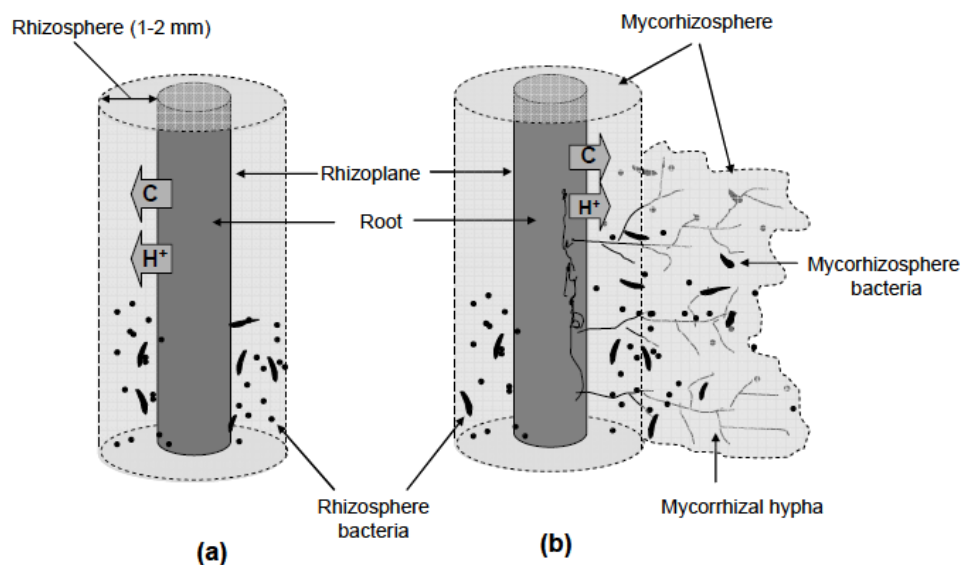 Rhizosphere (1-2 mm)
Mycorhizosphere
C
H+
Rhizoplane
Root
C
H+
Mycorhizosphere
bacteria
Rhizosphere
bacteria
Mycorrhizal hypha
(a)
(b)